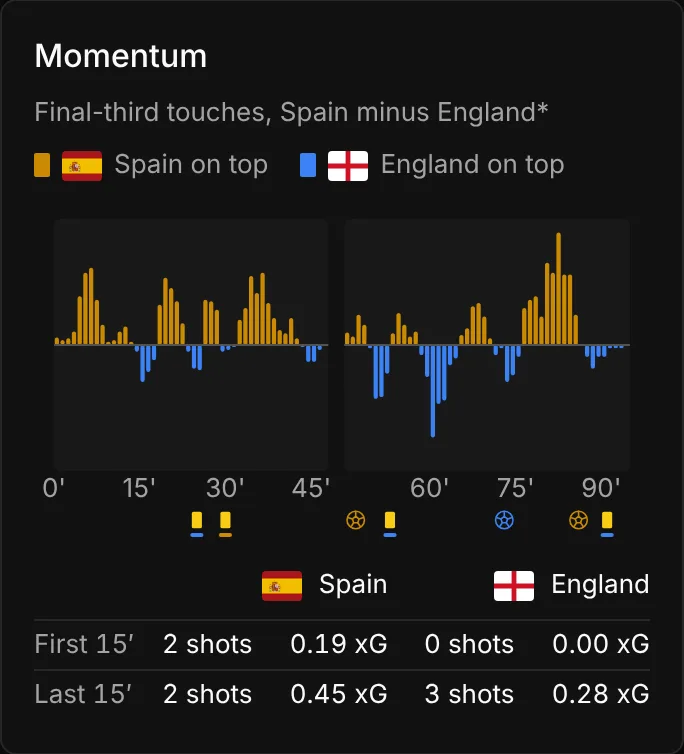 Momentum
Final-third touches, Spain minus England*
Spain on top England on top
0' 15' 30' 45' 60' 75' 90'
Spain England
First 15′ 2 shots 0.19 xG 0 shots 0.00 xG
Last 15′ 2 shots 0.45 xG 3 shots 0.28 xG